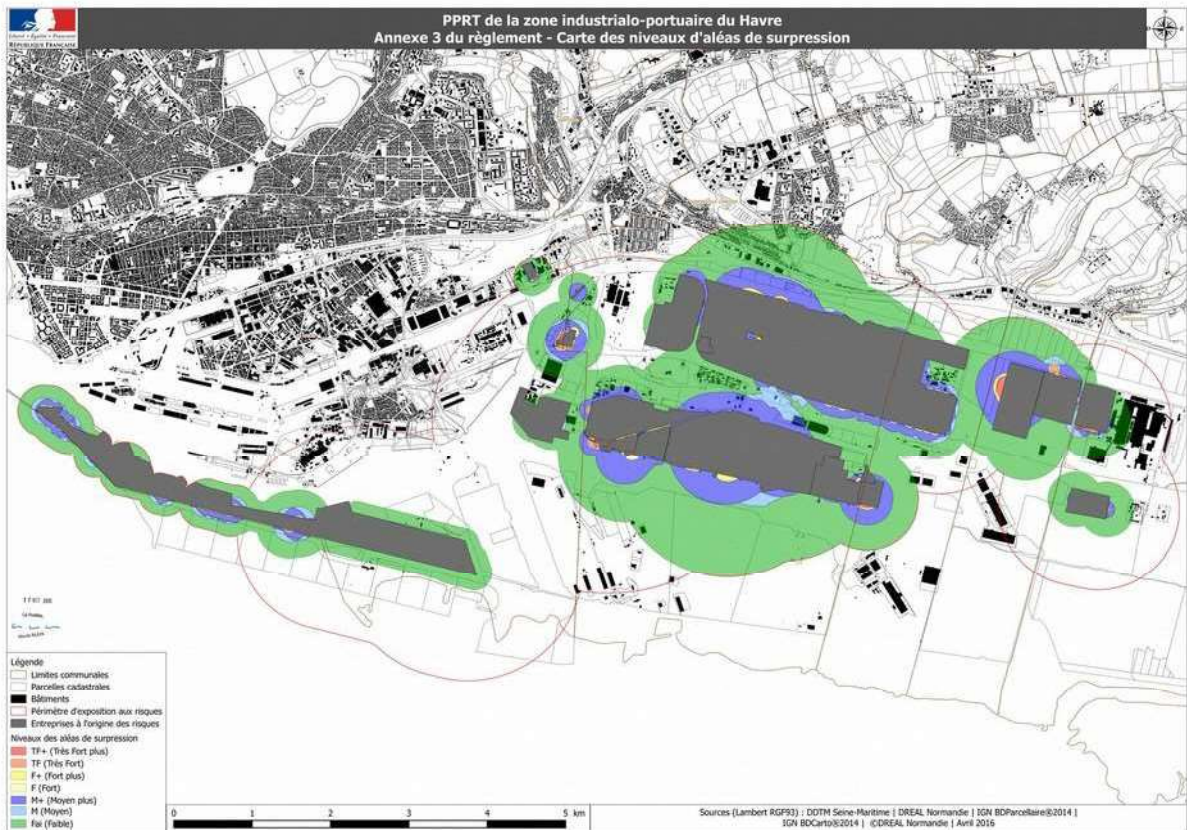 PPRT de la zone industrialo-portuaire du Havre
Annexe 3 du règlement - Carte des niveaux d'aléas de surpression
Liberté • Égalité • Fraternité
RÉPUBLIQUE FRANÇAISE
Légende
Limites communales
Parcelles cadastrales
Bâtiments
Périmètre d'exposition aux risques
Entreprises à l'origine des risques
Niveaux des aléas de surpression
TF+ (Très Fort plus)
TF (Très Fort)
F+ (Fort plus)
F (Fort)
M+ (Moyen plus)
M (Moyen)
Fai (Faible)
0 1 2 3 4 5 km
Sources (Lambert RGF93) : DDTM Seine-Maritime | DREAL Normandie | IGN BDParcellaire®2014 |
IGN BDCarto®2014 | ©DREAL Normandie | Avril 2016